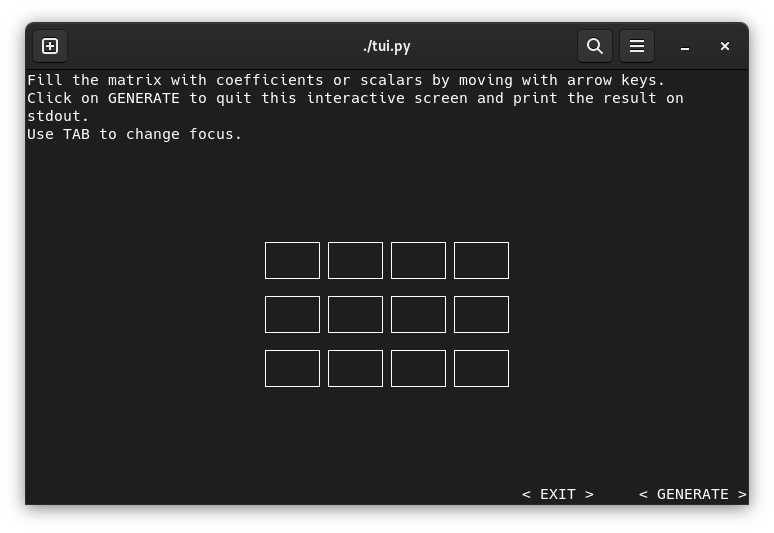 ./tui.py
Fill the matrix with coefficients or scalars by moving with arrow keys.
Click on GENERATE to quit this interactive screen and print the result on
stdout.
Use TAB to change focus.
< EXIT > < GENERATE >